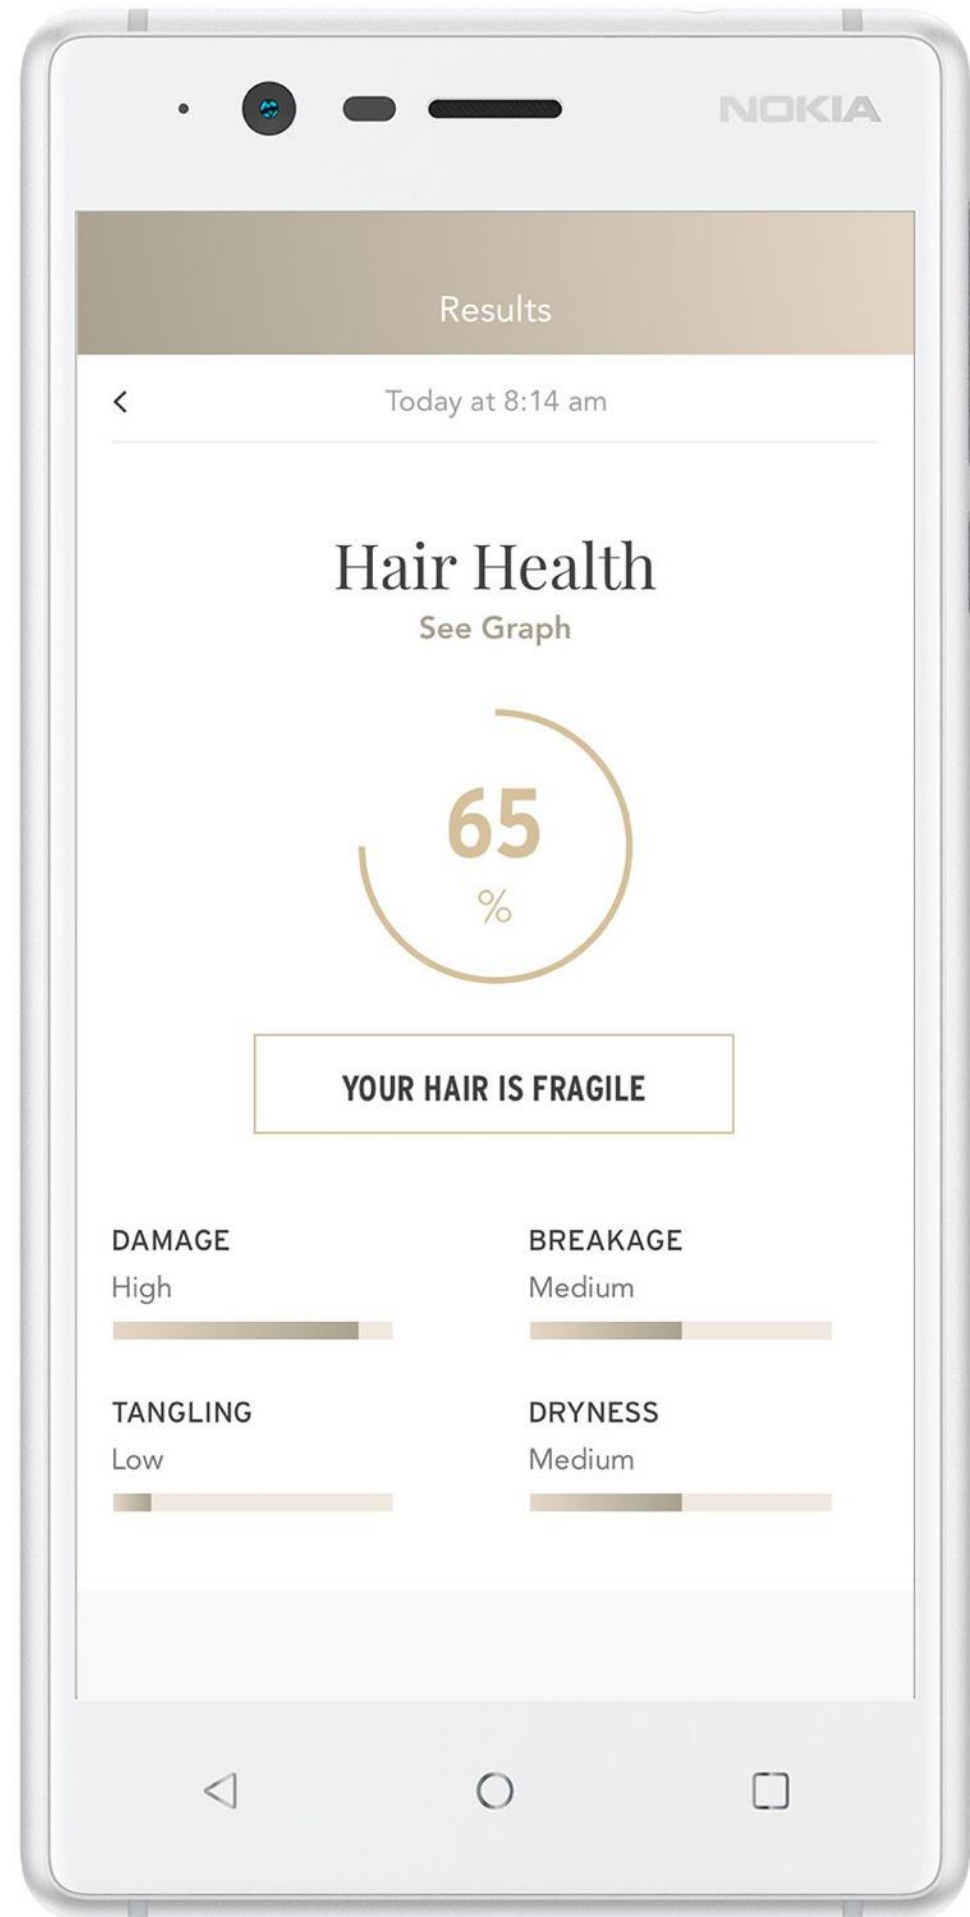 NOKIA
Results
Today at 8:14 am
Hair Health
See Graph
65
%
YOUR HAIR IS FRAGILE
DAMAGE
High
BREAKAGE
Medium
TANGLING
Low
DRYNESS
Medium